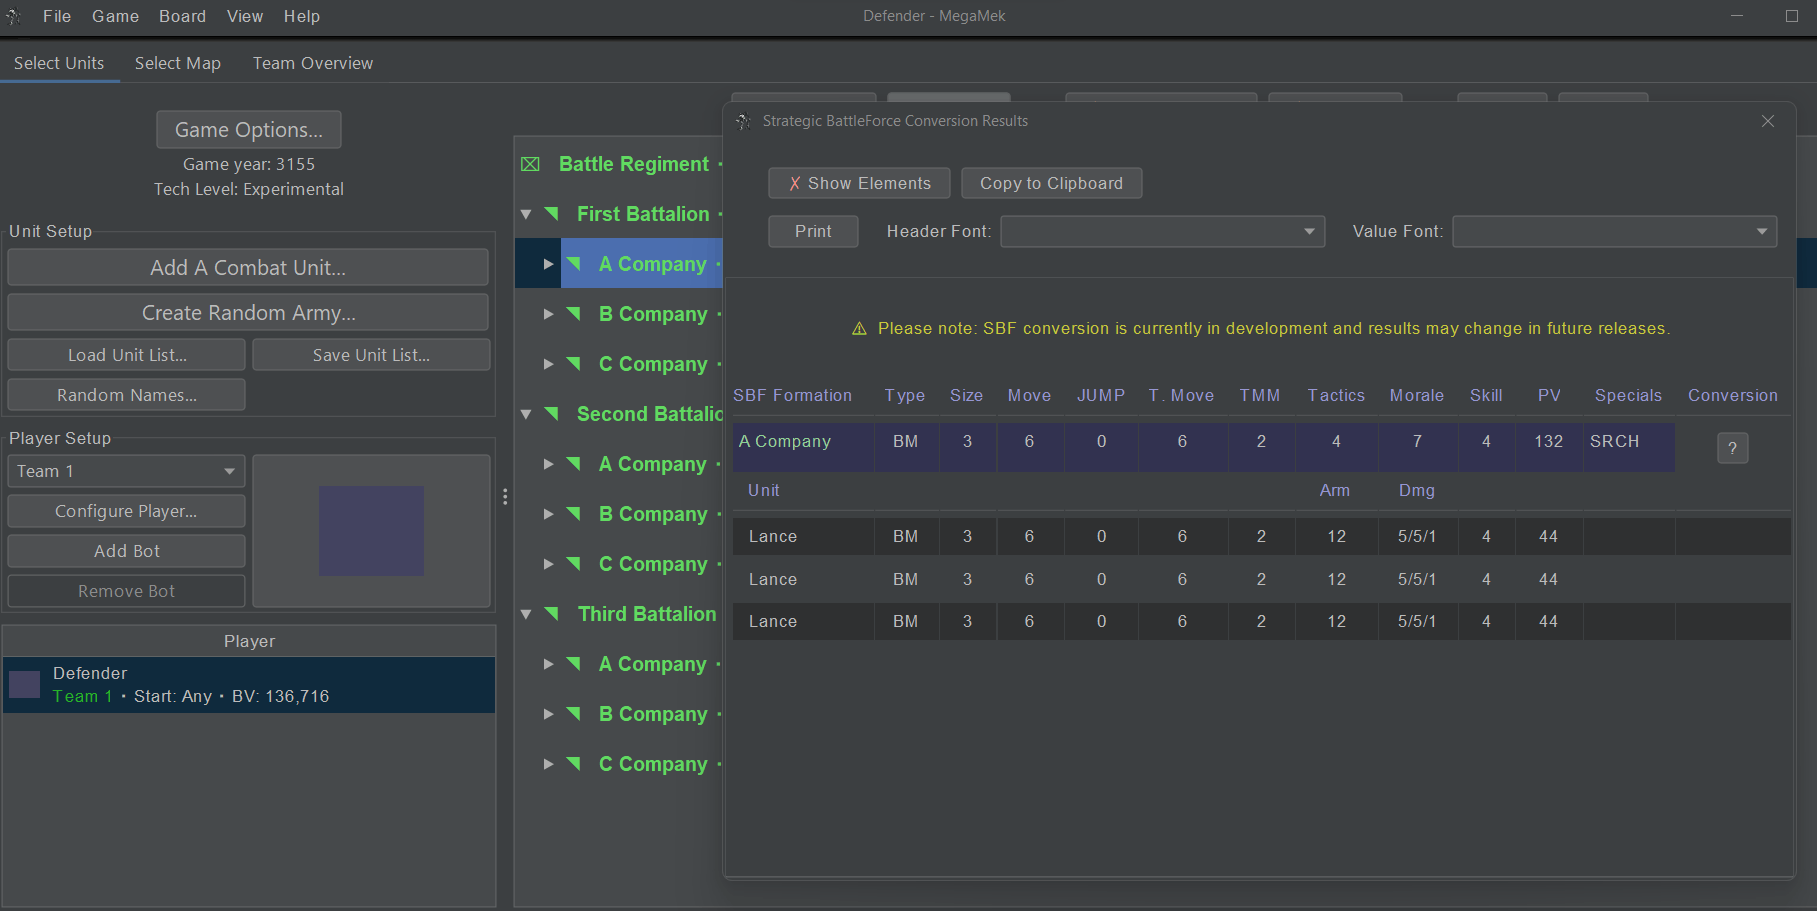 File Game Board View Help
Defender - MegaMek
Select Units Select Map Team Overview
Game Options...
Game year: 3155
Tech Level: Experimental
Unit Setup
Add A Combat Unit...
Create Random Army...
Load Unit List... Save Unit List...
Random Names...
Player Setup
Team 1
Configure Player...
Add Bot
Remove Bot
Player
Defender
Team 1 · Start: Any · BV: 136,716
Battle Regiment ·
First Battalion ·
A Company ·
B Company ·
C Company ·
Second Battalio
A Company ·
B Company ·
C Company ·
Third Battalion
A Company ·
B Company ·
C Company ·
Strategic BattleForce Conversion Results
✗ Show Elements Copy to Clipboard
Print Header Font: Value Font:
⚠ Please note: SBF conversion is currently in development and results may change in future releases.
SBF Formation Type Size Move JUMP T. Move TMM Tactics Morale Skill PV Specials Conversion
A Company BM 3 6 0 6 2 4 7 4 132 SRCH ?
Unit Arm Dmg
Lance BM 3 6 0 6 2 12 5/5/1 4 44
Lance BM 3 6 0 6 2 12 5/5/1 4 44
Lance BM 3 6 0 6 2 12 5/5/1 4 44